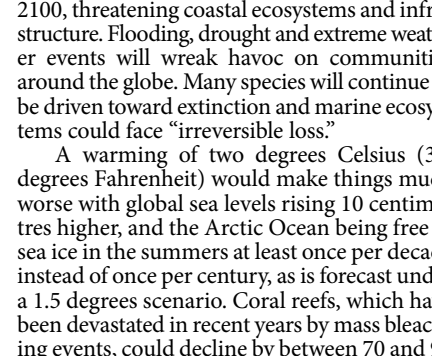 2100, threatening coastal ecosystems and infr
structure. Flooding, drought and extreme weat
er events will wreak havoc on communiti
around the globe. Many species will continue
be driven toward extinction and marine ecosy
tems could face “irreversible loss.”
A warming of two degrees Celsius (3
degrees Fahrenheit) would make things muc
worse with global sea levels rising 10 centim
tres higher, and the Arctic Ocean being free
sea ice in the summers at least once per deca
instead of once per century, as is forecast und
a 1.5 degrees scenario. Coral reefs, which ha
been devastated in recent years by mass bleac
ing events, could decline by between 70 and 9